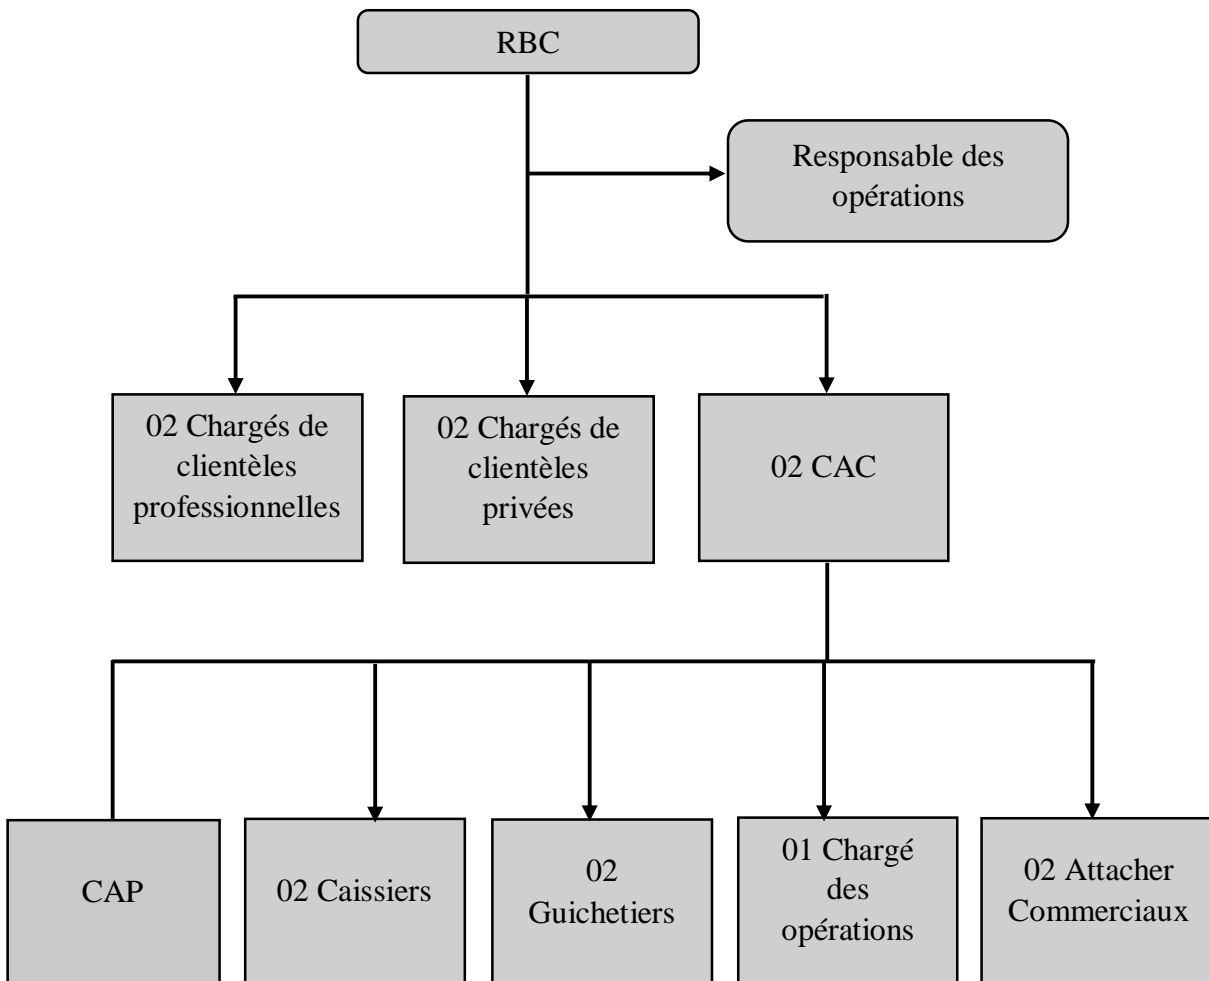 RBC
Responsable des
opérations
02 Chargés de
clientèles
professionnelles
02 Chargés de
clientèles
privées
02 CAC
CAP
02 Caissiers
02
Guichetiers
01 Chargé
des
opérations
02 Attacher
Commerciaux